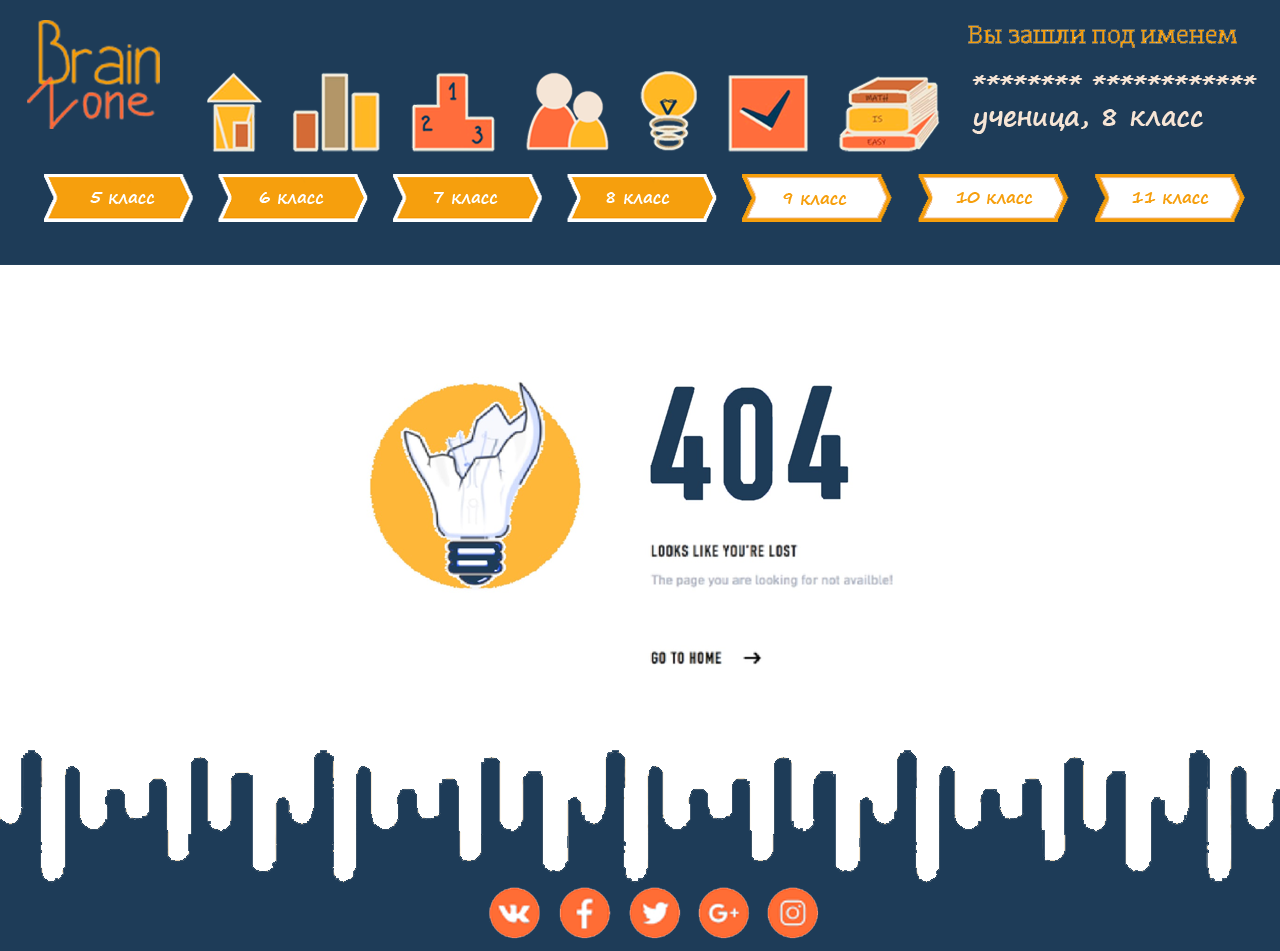 Brain
Zone
Вы зашли под именем
******** ************
ученица, 8 класс
1
2
3
MATH
IS
EASY
5 класс
6 класс
7 класс
8 класс
9 класс
10 класс
11 класс
404
LOOKS LIKE YOU'RE LOST
The page you are looking for not availble!
GO TO HOME →
G+